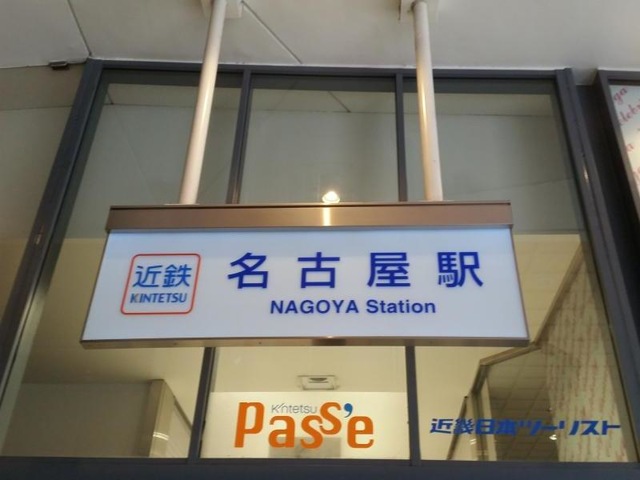 近鉄
KINTETSU
名古屋駅
NAGOYA Station
Kintetsu
Pass'e
近畿日本ツーリスト